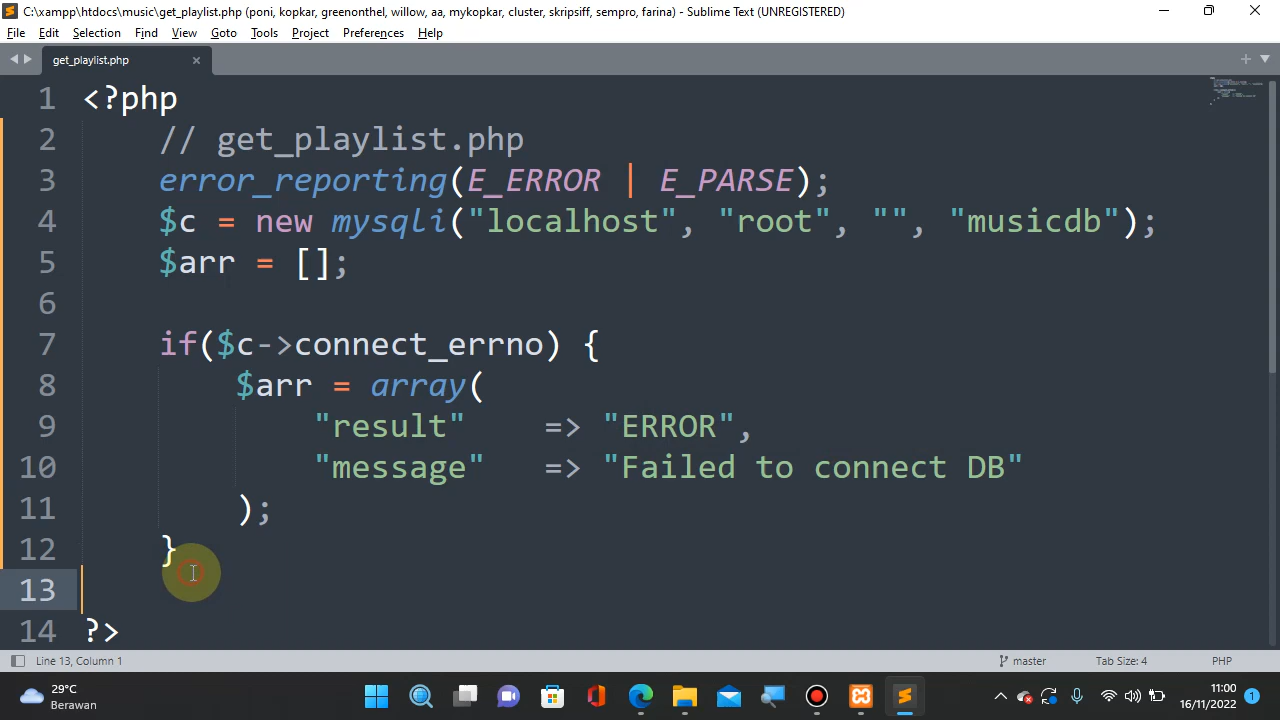 C:\xampp\htdocs\music\get_playlist.php (poni, kopkar, greenonthel, willow, aa, mykopkar, cluster, skripsiff, sempro, farina) - Sublime Text (UNREGISTERED)
File Edit Selection Find View Goto Tools Project Preferences Help
get_playlist.php
1 <?php
2 // get_playlist.php
3 error_reporting(E_ERROR | E_PARSE);
4 $c = new mysqli("localhost", "root", "", "musicdb");
5 $arr = [];
6
7 if($c->connect_errno) {
8 $arr = array(
9 "result" => "ERROR",
10 "message" => "Failed to connect DB"
11 );
12 }
13
14 ?>
Line 13, Column 1 master Tab Size: 4 PHP
29°C
Berawan
11:00
16/11/2022
1